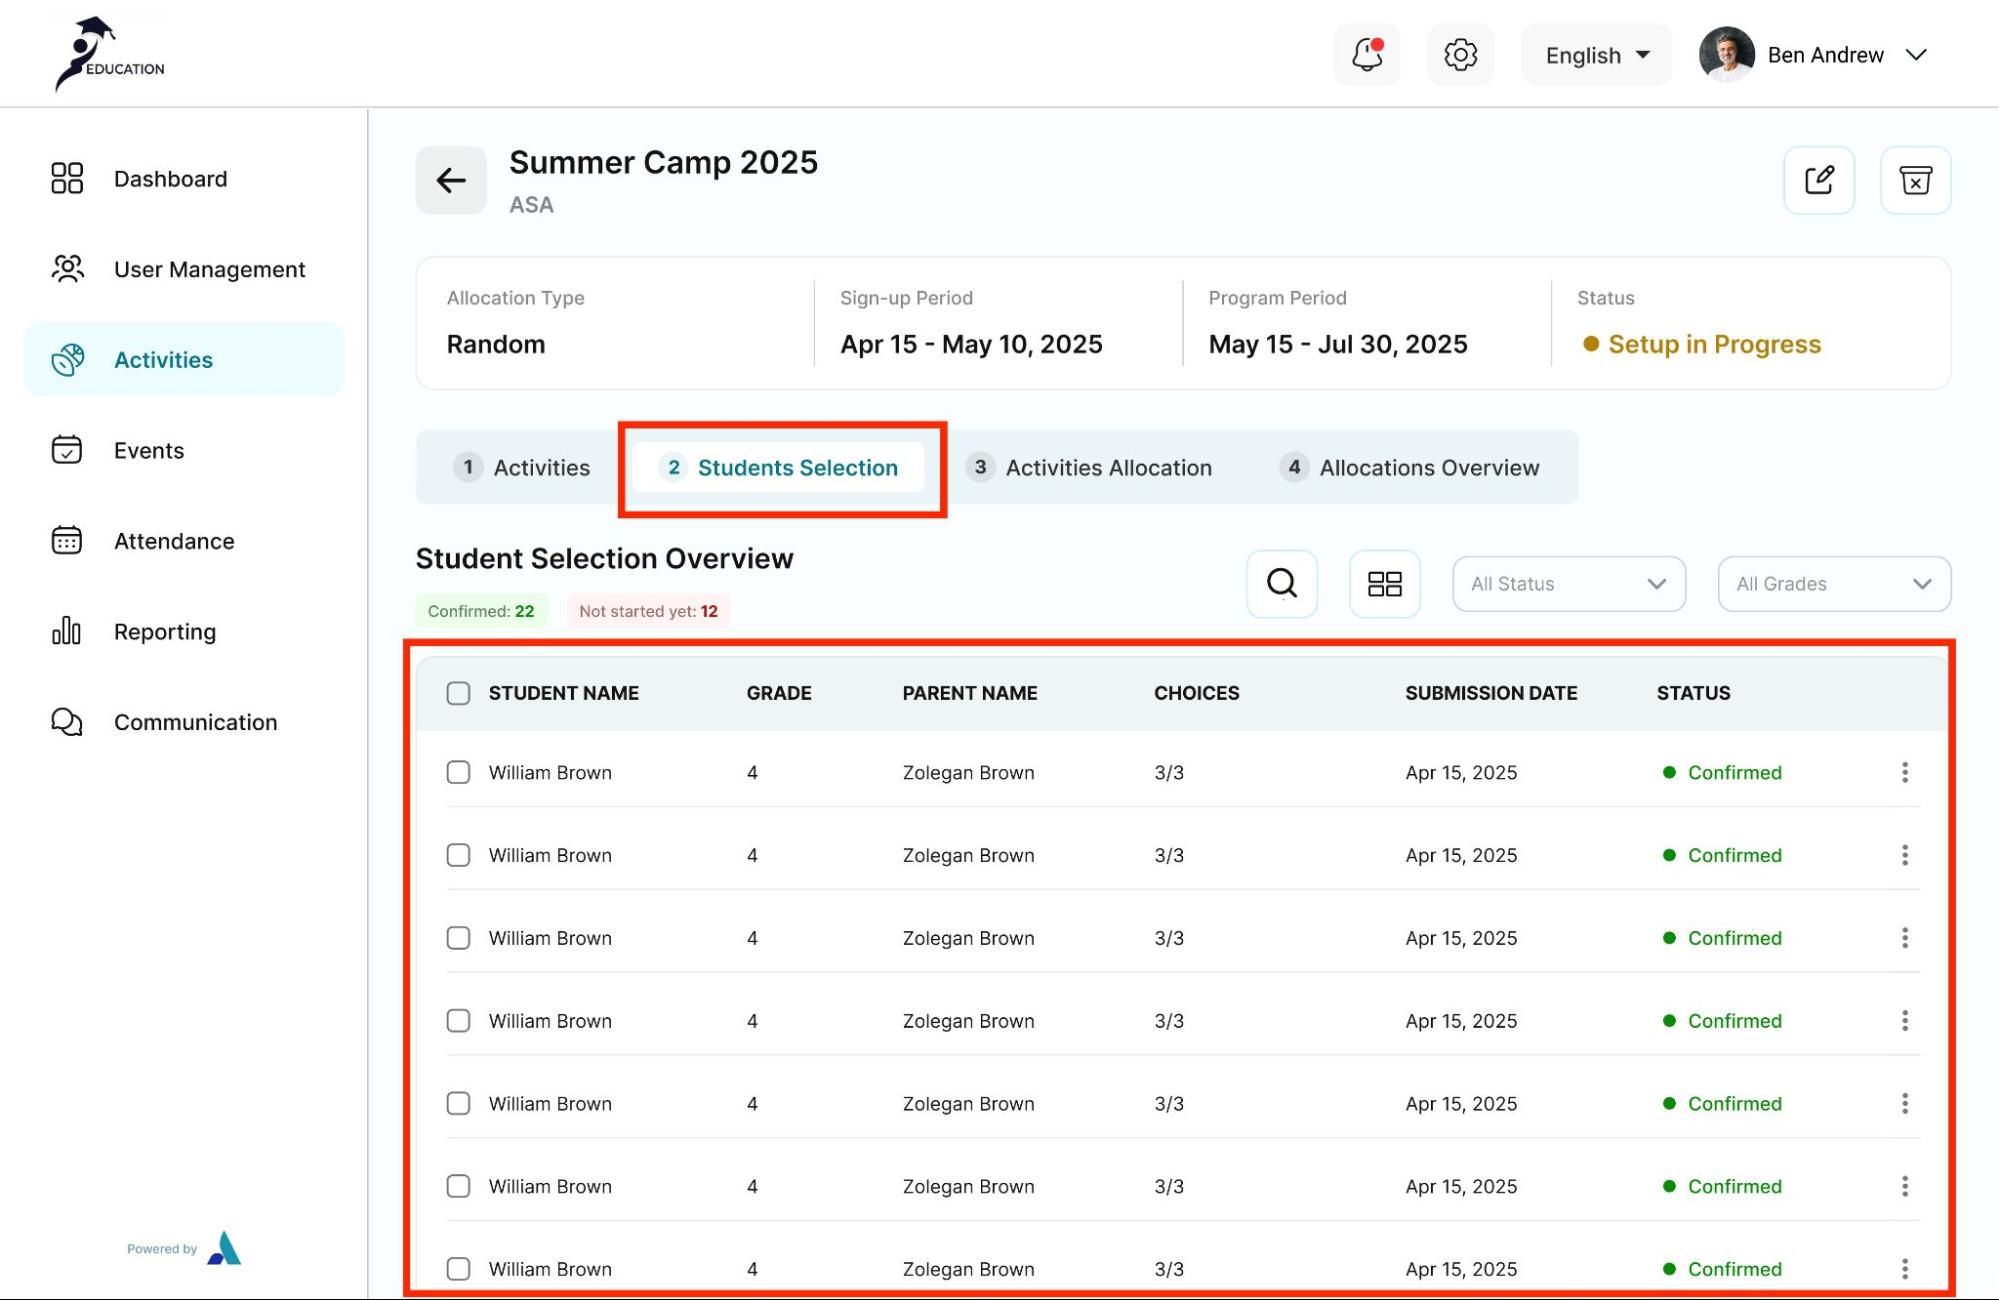 EDUCATION
English
Ben Andrew
Dashboard
User Management
Activities
Events
Attendance
Reporting
Communication
Powered by
Summer Camp 2025
ASA
Allocation Type
Random
Sign-up Period
Apr 15 - May 10, 2025
Program Period
May 15 - Jul 30, 2025
Status
Setup in Progress
1 Activities
2 Students Selection
3 Activities Allocation
4 Allocations Overview
Student Selection Overview
Confirmed: 22
Not started yet: 12
All Status
All Grades
STUDENT NAME GRADE PARENT NAME CHOICES SUBMISSION DATE STATUS
William Brown 4 Zolegan Brown 3/3 Apr 15, 2025 Confirmed
William Brown 4 Zolegan Brown 3/3 Apr 15, 2025 Confirmed
William Brown 4 Zolegan Brown 3/3 Apr 15, 2025 Confirmed
William Brown 4 Zolegan Brown 3/3 Apr 15, 2025 Confirmed
William Brown 4 Zolegan Brown 3/3 Apr 15, 2025 Confirmed
William Brown 4 Zolegan Brown 3/3 Apr 15, 2025 Confirmed
William Brown 4 Zolegan Brown 3/3 Apr 15, 2025 Confirmed